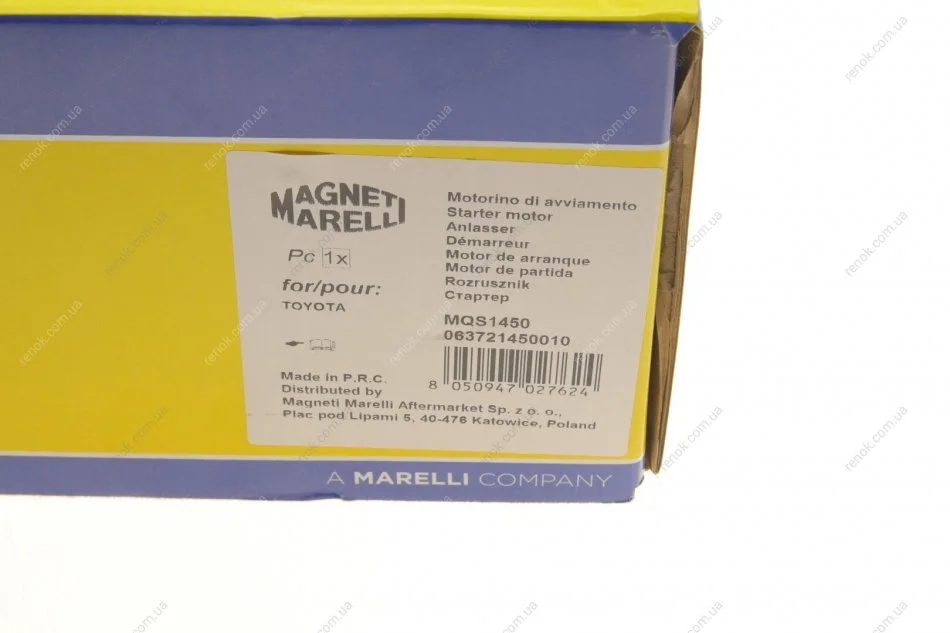 MAGNETI
MARELLI
Pc 1x
for/pour:
TOYOTA
Motorino di avviamento
Starter motor
Anlasser
Démarreur
Motor de arranque
Motor de partida
Rozrusznik
Стартер
MQS1450
063721450010
8 050947 027624
Made in P.R.C.
Distributed by
Magneti Marelli Aftermarket Sp. z o. o.,
Plac pod Lipami 5, 40-476 Katowice, Poland
A MARELLI COMPANY
renok.com.ua